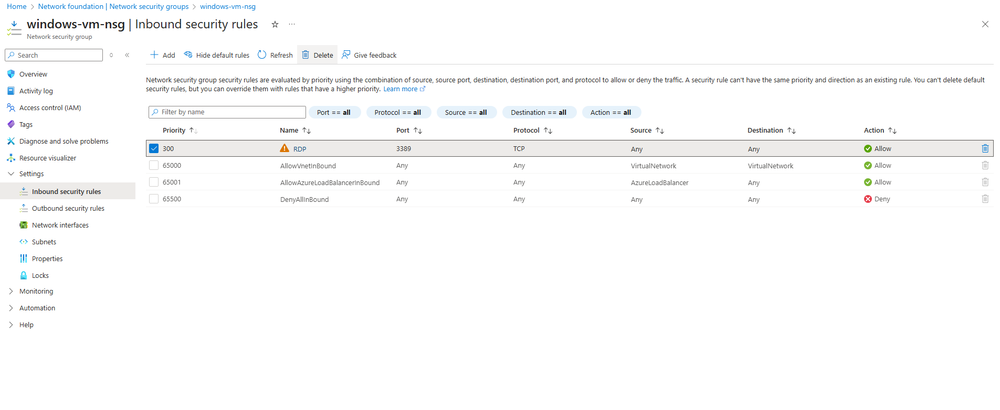 Home > Network foundation | Network security groups > windows-vm-nsg
windows-vm-nsg | Inbound security rules
Network security group
Search
Overview
Activity log
Access control (IAM)
Tags
Diagnose and solve problems
Resource visualizer
Settings
Inbound security rules
Outbound security rules
Network interfaces
Subnets
Properties
Locks
Monitoring
Automation
Help
Add Hide default rules Refresh Delete Give feedback
Network security group security rules are evaluated by priority using the combination of source, source port, destination, destination port, and protocol to allow or deny the traffic. A security rule can't have the same priority and direction as an existing rule. You can't delete default
security rules, but you can override them with rules that have a higher priority. Learn more
Filter by name Port == all Protocol == all Source == all Destination == all Action == all
Priority Name Port Protocol Source Destination Action
300 RDP 3389 TCP Any Any Allow
65000 AllowVnetInBound Any Any VirtualNetwork VirtualNetwork Allow
65001 AllowAzureLoadBalancerInBound Any Any AzureLoadBalancer Any Allow
65500 DenyAllInBound Any Any Any Any Deny